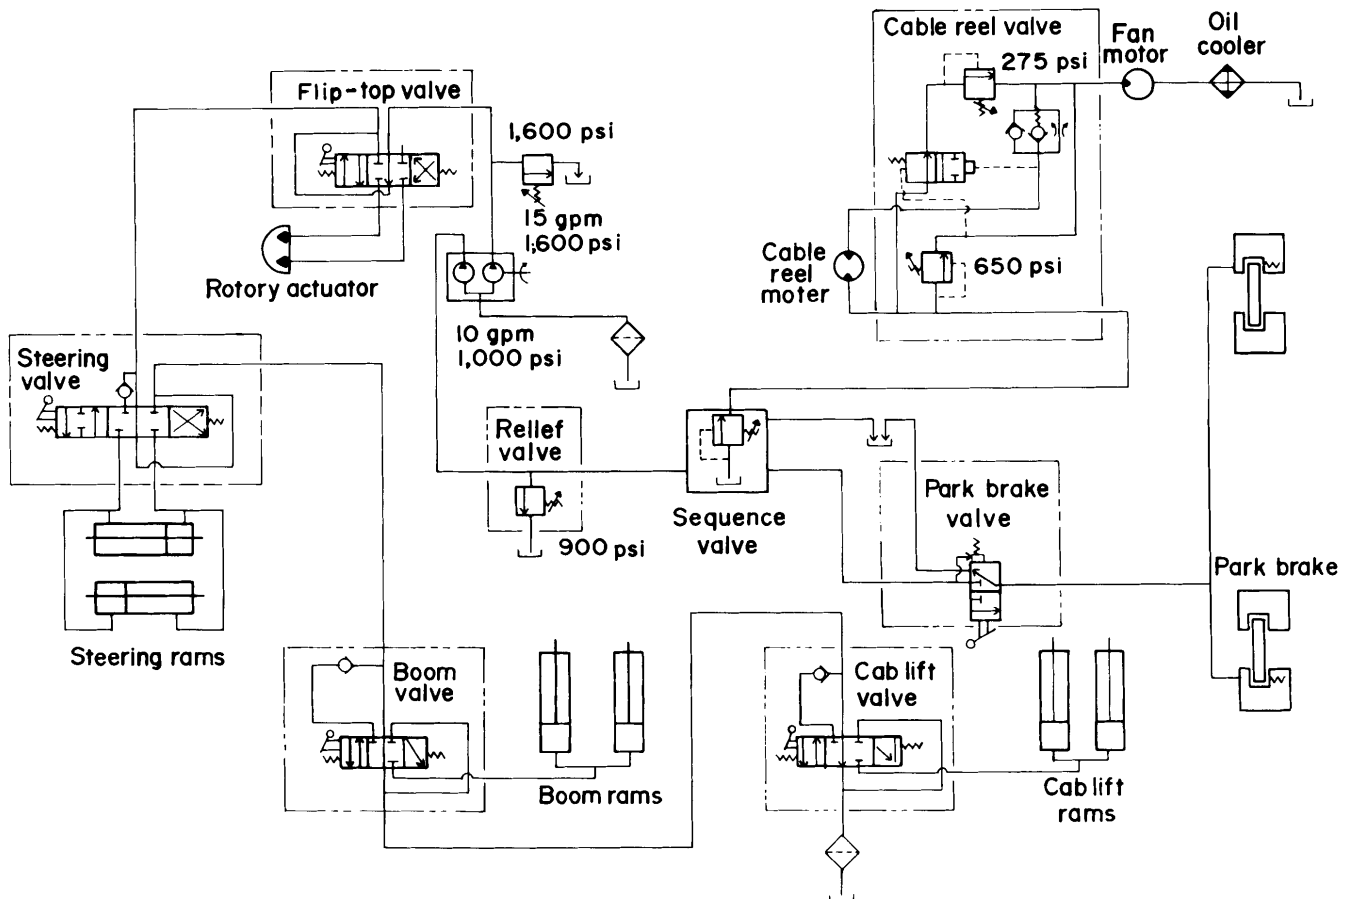 Cable reel valve
275 psi
Fan
motor
Oil
cooler
Flip-top valve
1,600 psi
15 gpm
1,600 psi
Rotory actuator
Cable
reel
moter
650 psi
10 gpm
1,000 psi
Steering
valve
Relief
valve
900 psi
Sequence
valve
Park brake
valve
Park brake
Steering rams
Boom
valve
Boom rams
Cab lift
valve
Cab lift
rams